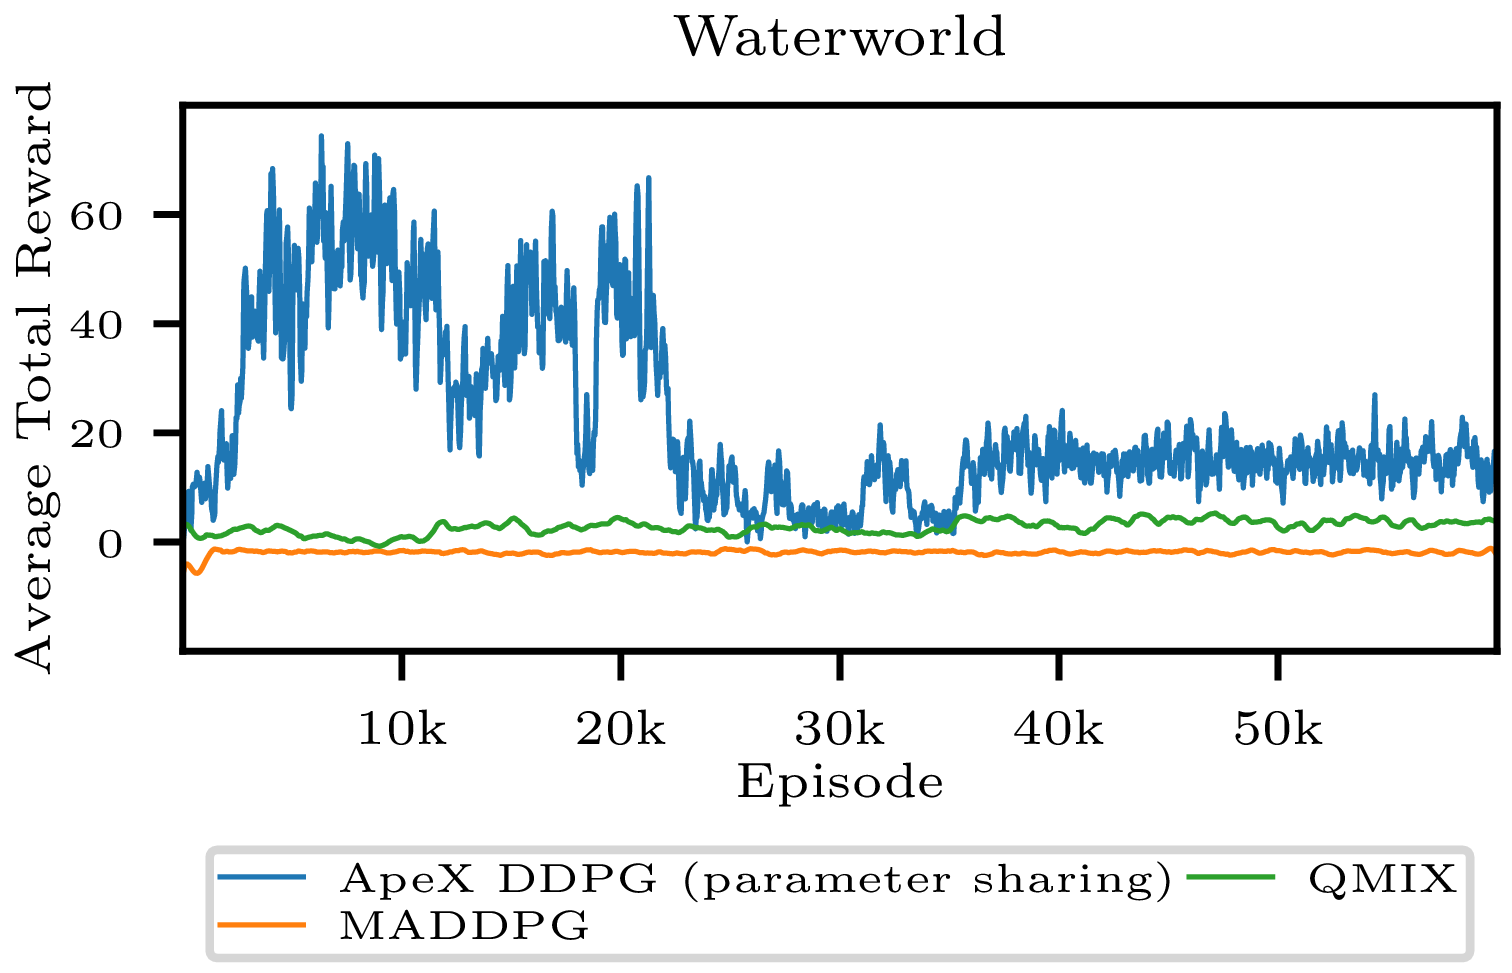 Waterworld
Average Total Reward
60
40
20
0
10k 20k 30k 40k 50k
Episode
ApeX DDPG (parameter sharing) QMIX
MADDPG